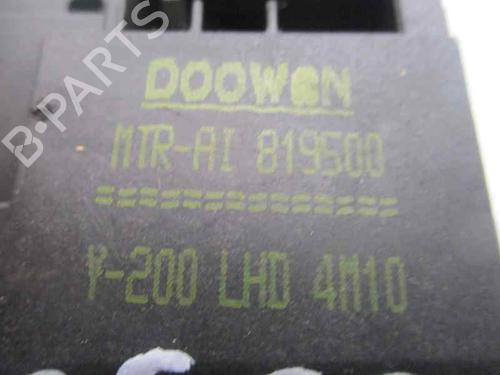 DOOWON
MTR-AI 819500
Y-200 LHD 4M10
B-PARTS